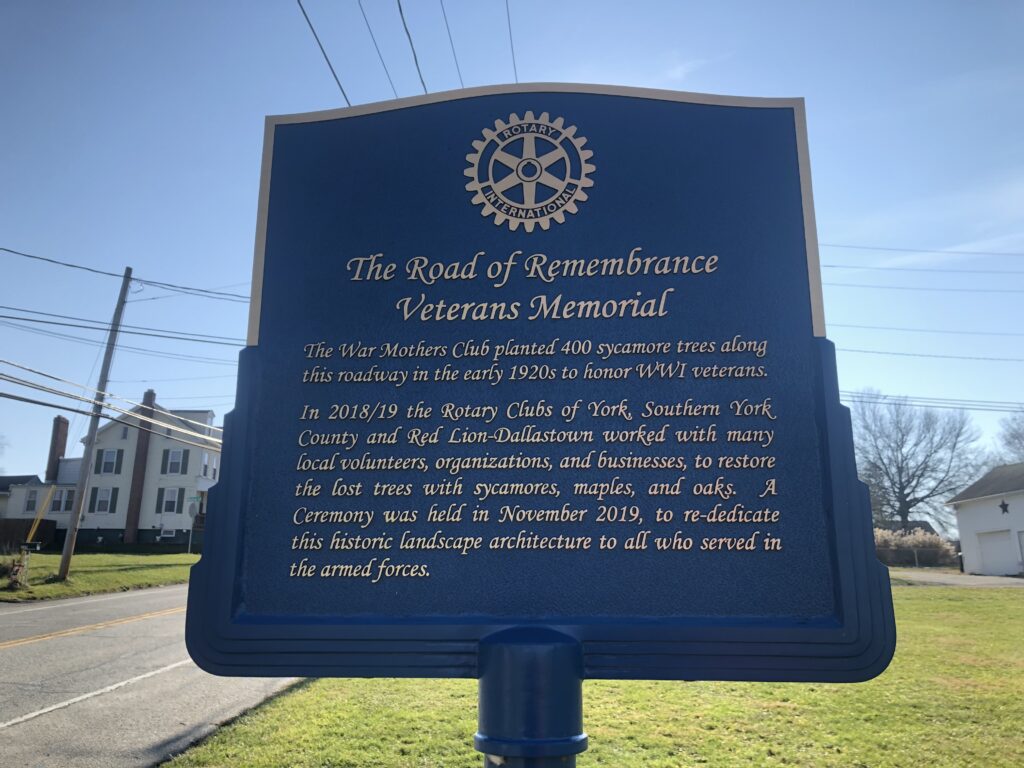 ROTARY
INTERNATIONAL
The Road of Remembrance
Veterans Memorial
The War Mothers Club planted 400 sycamore trees along
this roadway in the early 1920s to honor WWI veterans.
In 2018/19 the Rotary Clubs of York, Southern York
County and Red Lion-Dallastown worked with many
local volunteers, organizations, and businesses, to restore
the lost trees with sycamores, maples, and oaks. A
Ceremony was held in November 2019, to re-dedicate
this historic landscape architecture to all who served in
the armed forces.